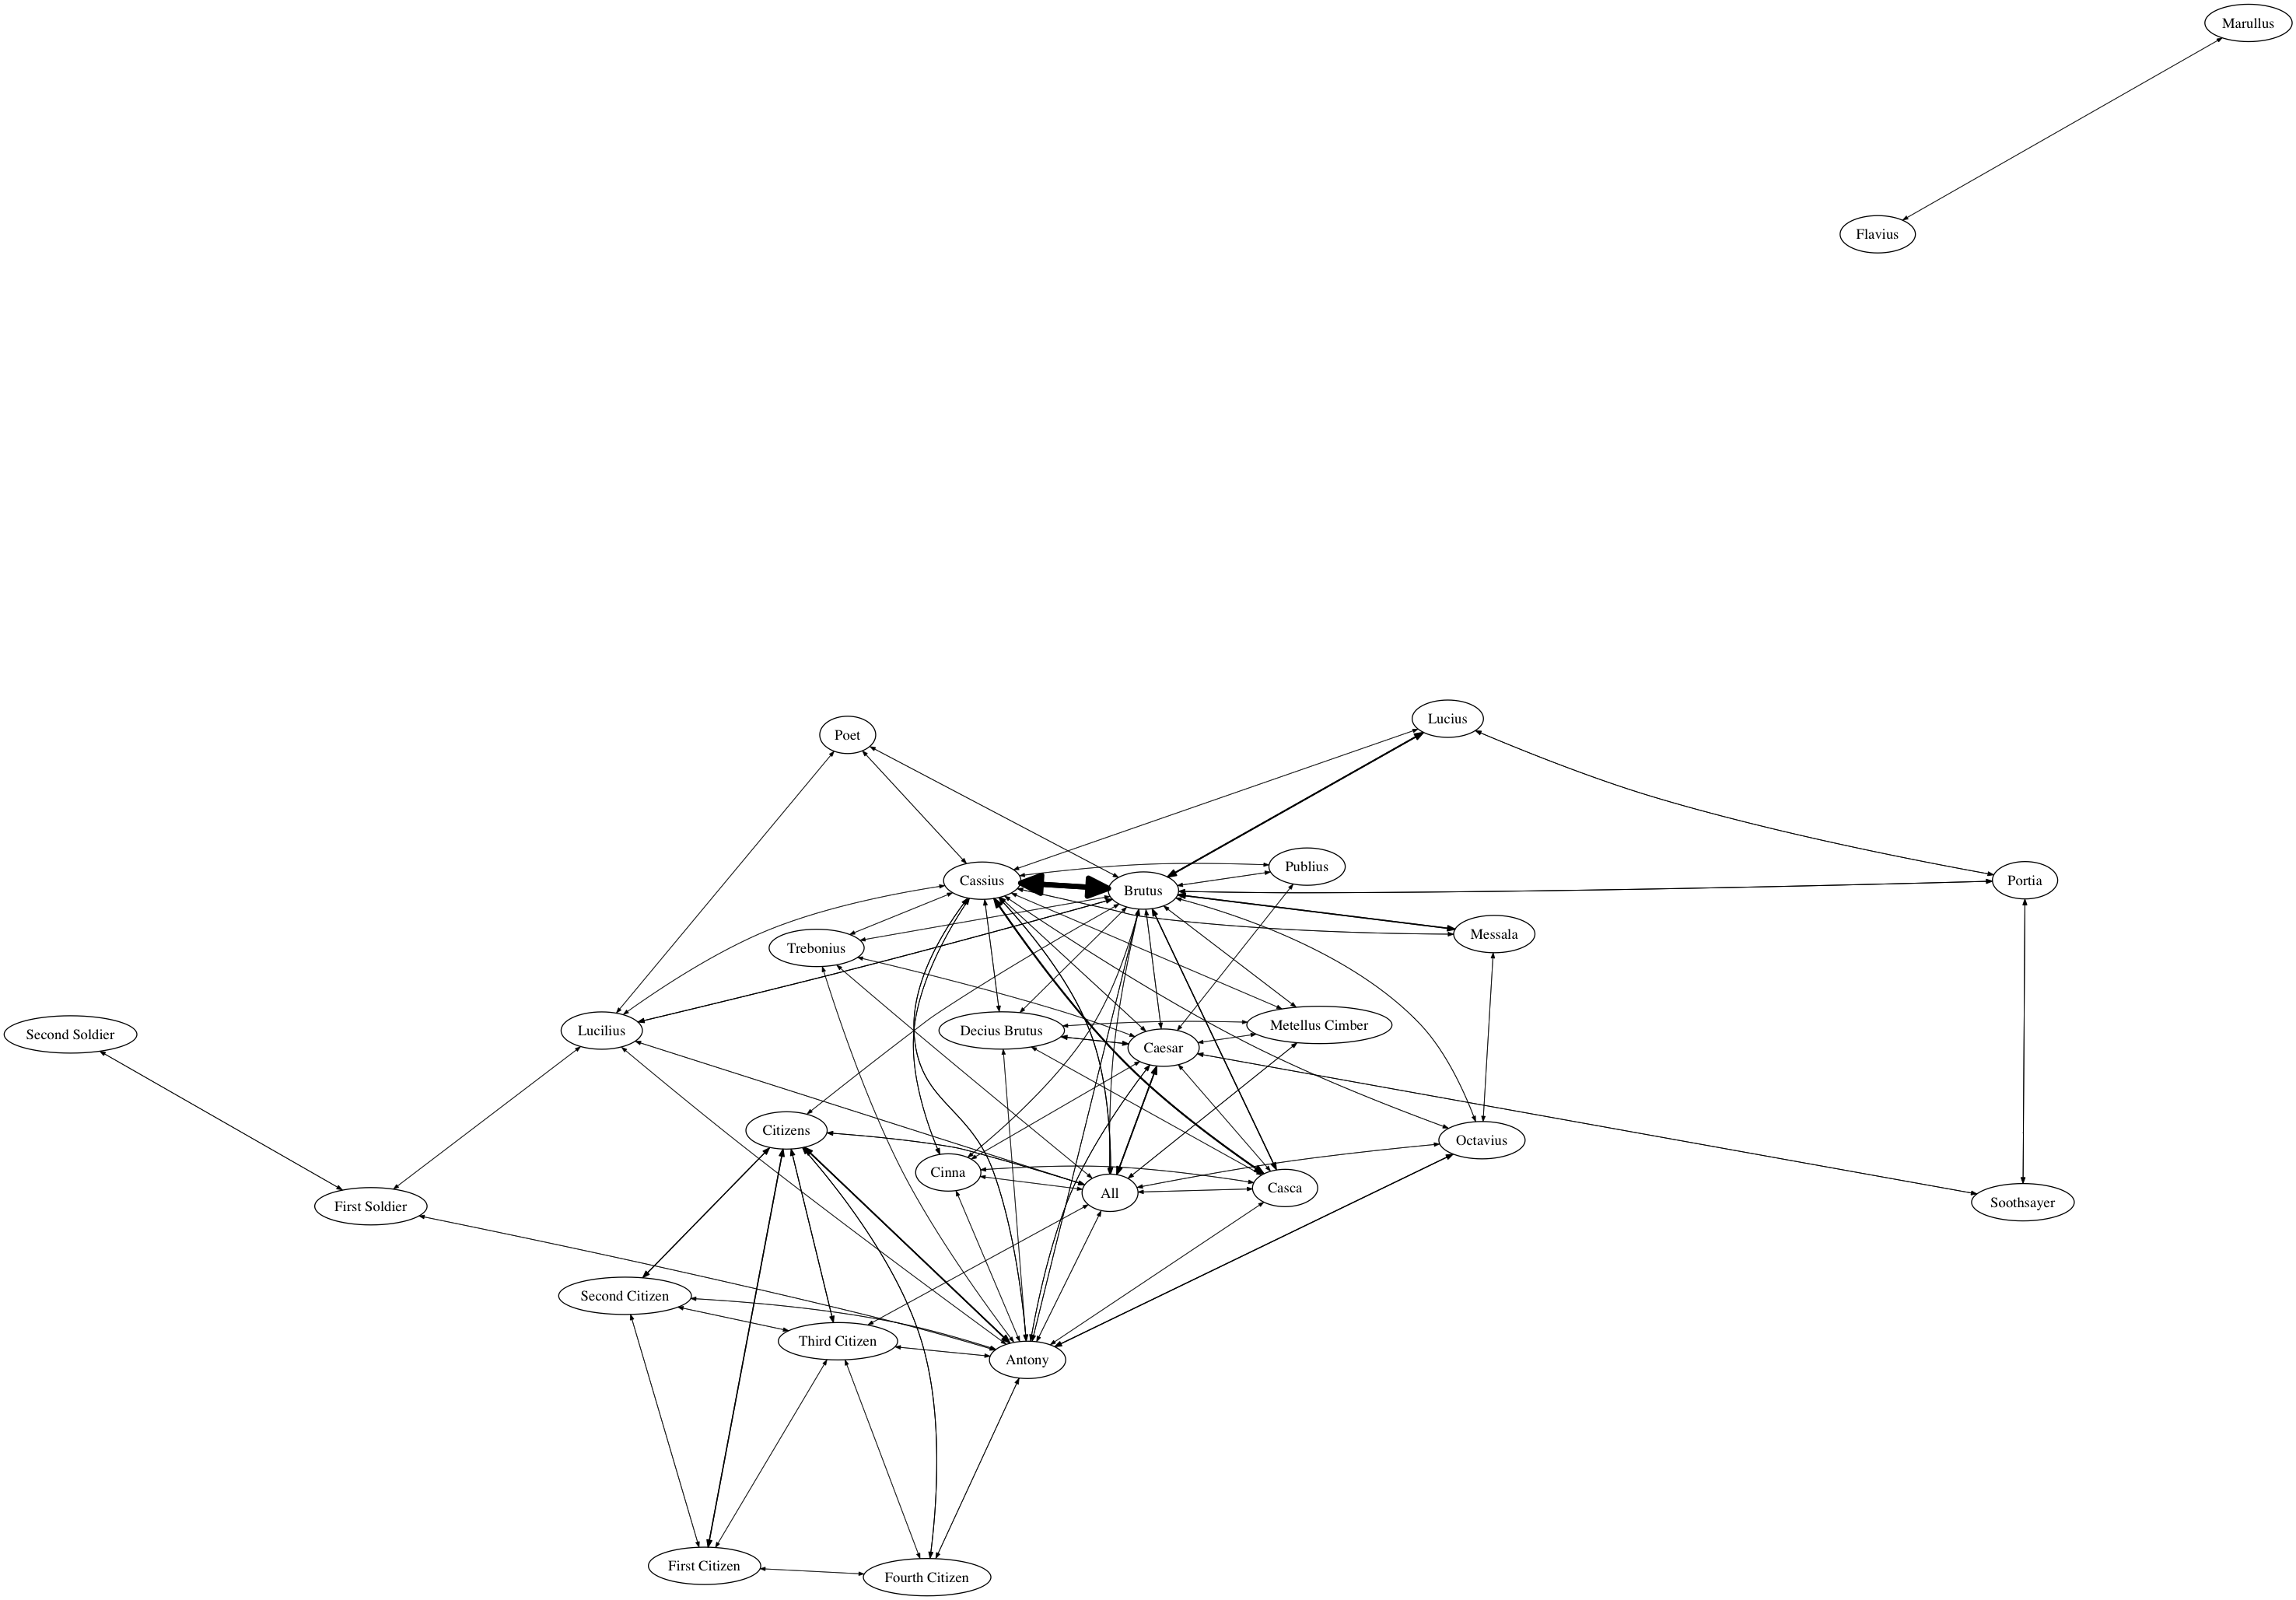 Marullus
Flavius
Lucius
Poet
Publius
Cassius
Brutus
Portia
Messala
Trebonius
Metellus Cimber
Lucilius
Decius Brutus
Second Soldier
Caesar
Citizens
Octavius
Cinna
Casca
All
Soothsayer
First Soldier
Second Citizen
Third Citizen
Antony
First Citizen
Fourth Citizen